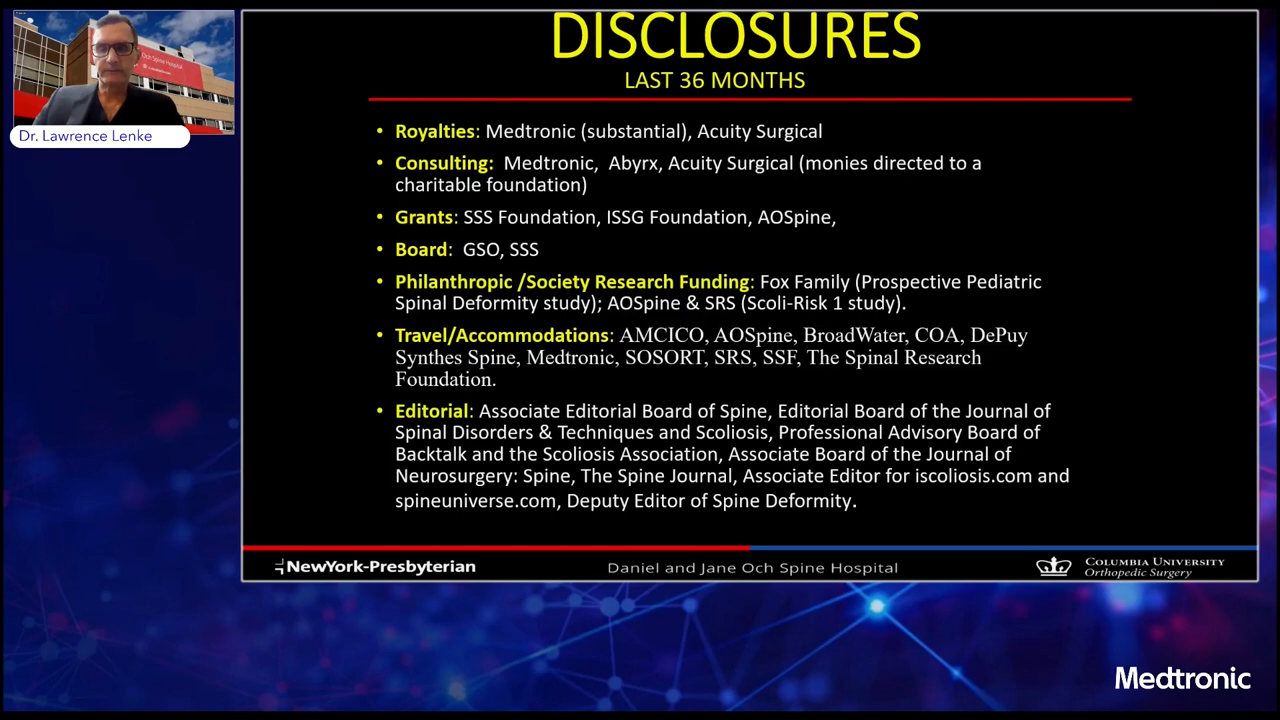 Och Spine Hospital
Dr. Lawrence Lenke
DISCLOSURES
LAST 36 MONTHS
• Royalties: Medtronic (substantial), Acuity Surgical
• Consulting: Medtronic, Abyrx, Acuity Surgical (monies directed to a
charitable foundation)
• Grants: SSS Foundation, ISSG Foundation, AOSpine,
• Board: GSO, SSS
• Philanthropic /Society Research Funding: Fox Family (Prospective Pediatric
Spinal Deformity study); AOSpine & SRS (Scoli-Risk 1 study).
• Travel/Accommodations: AMCICO, AOSpine, BroadWater, COA, DePuy
Synthes Spine, Medtronic, SOSORT, SRS, SSF, The Spinal Research
Foundation.
• Editorial: Associate Editorial Board of Spine, Editorial Board of the Journal of
Spinal Disorders & Techniques and Scoliosis, Professional Advisory Board of
Backtalk and the Scoliosis Association, Associate Board of the Journal of
Neurosurgery: Spine, The Spine Journal, Associate Editor for iscoliosis.com and
spineuniverse.com, Deputy Editor of Spine Deformity.
NewYork-Presbyterian
Daniel and Jane Och Spine Hospital
COLUMBIA UNIVERSITY
Orthopedic Surgery
Medtronic